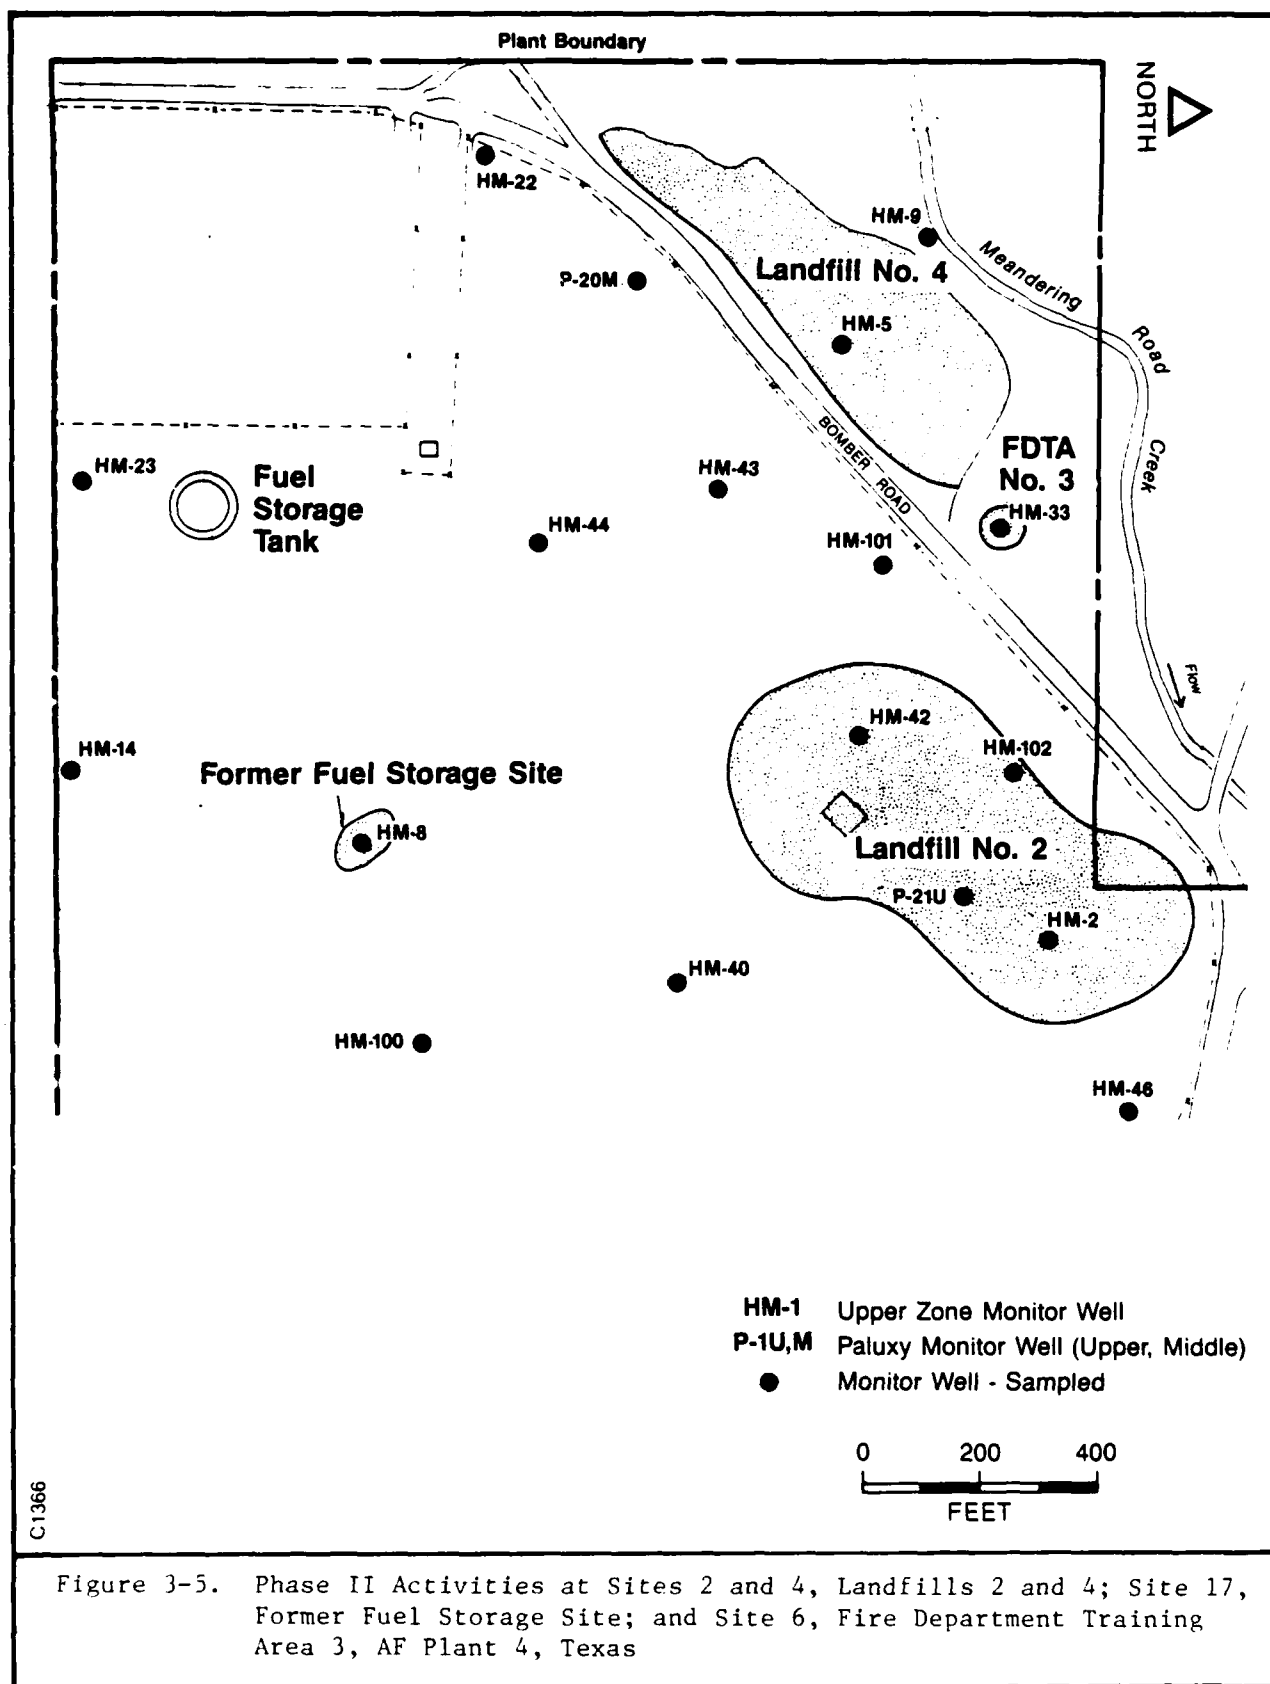 Plant Boundary
NORTH
HM-22
HM-9
Meandering
Road
Creek
Landfill No. 4
P-20M
HM-5
BOMBER
ROAD
FDTA
No. 3
HM-33
HM-23
Fuel
Storage
Tank
HM-43
HM-44
HM-101
Flow
HM-14
HM-42
HM-102
Former Fuel Storage Site
HM-8
Landfill No. 2
P-21U
HM-2
HM-40
HM-100
HM-46
HM-1 Upper Zone Monitor Well
P-1U,M Paluxy Monitor Well (Upper, Middle)
Monitor Well - Sampled
0 200 400
FEET
C1366
Figure 3-5. Phase II Activities at Sites 2 and 4, Landfills 2 and 4; Site 17,
Former Fuel Storage Site; and Site 6, Fire Department Training
Area 3, AF Plant 4, Texas